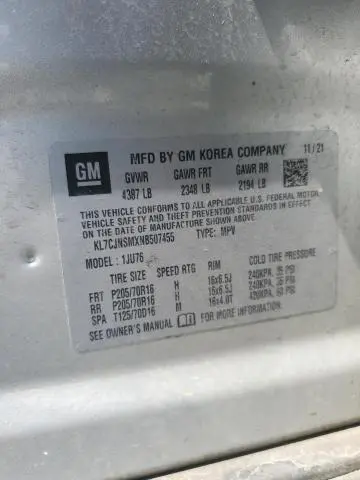 GM
MFD BY GM KOREA COMPANY 11/21
GVWR GAWR FRT GAWR RR
4387 LB 2348 LB 2194 LB
THIS VEHICLE CONFORMS TO ALL APPLICABLE U.S. FEDERAL MOTOR
VEHICLE SAFETY, BUMPER, AND THEFT PREVENTION STANDARDS IN EFFECT
ON THE DATE OF MANUFACTURE SHOWN ABOVE.
KL7CJNSMXNB507455 TYPE: MPV
MODEL: 1JU76
TIRE SIZE SPEED RTG RIM COLD TIRE PRESSURE
FRT P205/70R16 H 16x6.5J 240KPA, 35 PSI
RR P205/70R16 H 16x6.5J 240KPA, 35 PSI
SPA T125/70D16 M 16x4.0T 420KPA, 60 PSI
SEE OWNER'S MANUAL FOR MORE INFORMATION